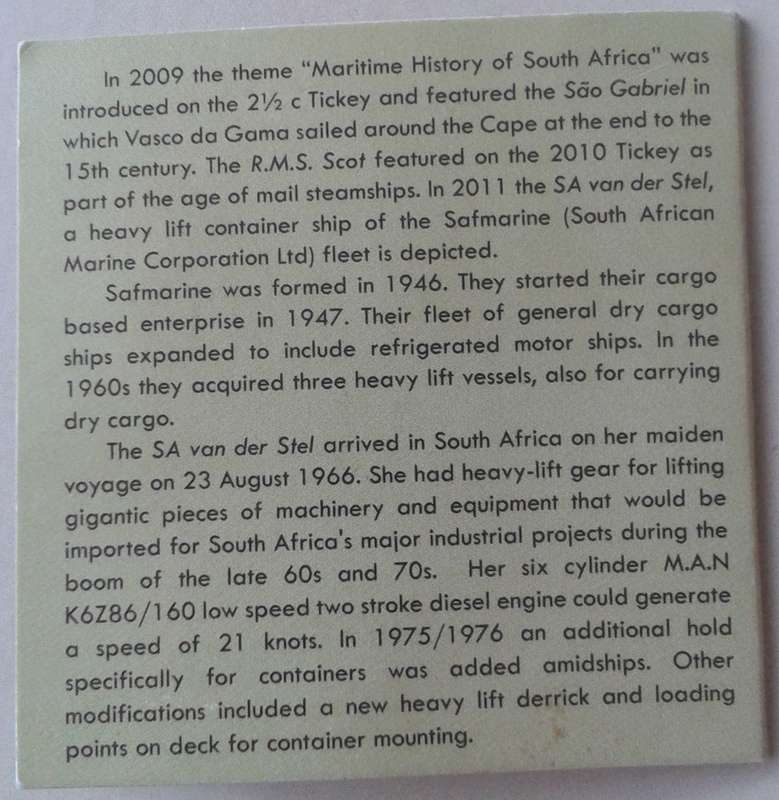 In 2009 the theme “Maritime History of South Africa” was
introduced on the 2½ c Tickey and featured the São Gabriel in
which Vasco da Gama sailed around the Cape at the end to the
15th century. The R.M.S. Scot featured on the 2010 Tickey as
part of the age of mail steamships. In 2011 the SA van der Stel,
a heavy lift container ship of the Safmarine (South African
Marine Corporation Ltd) fleet is depicted.
Safmarine was formed in 1946. They started their cargo
based enterprise in 1947. Their fleet of general dry cargo
ships expanded to include refrigerated motor ships. In the
1960s they acquired three heavy lift vessels, also for carrying
dry cargo.
The SA van der Stel arrived in South Africa on her maiden
voyage on 23 August 1966. She had heavy-lift gear for lifting
gigantic pieces of machinery and equipment that would be
imported for South Africa's major industrial projects during the
boom of the late 60s and 70s. Her six cylinder M.A.N
K6Z86/160 low speed two stroke diesel engine could generate
a speed of 21 knots. In 1975/1976 an additional hold
specifically for containers was added amidships. Other
modifications included a new heavy lift derrick and loading
points on deck for container mounting.